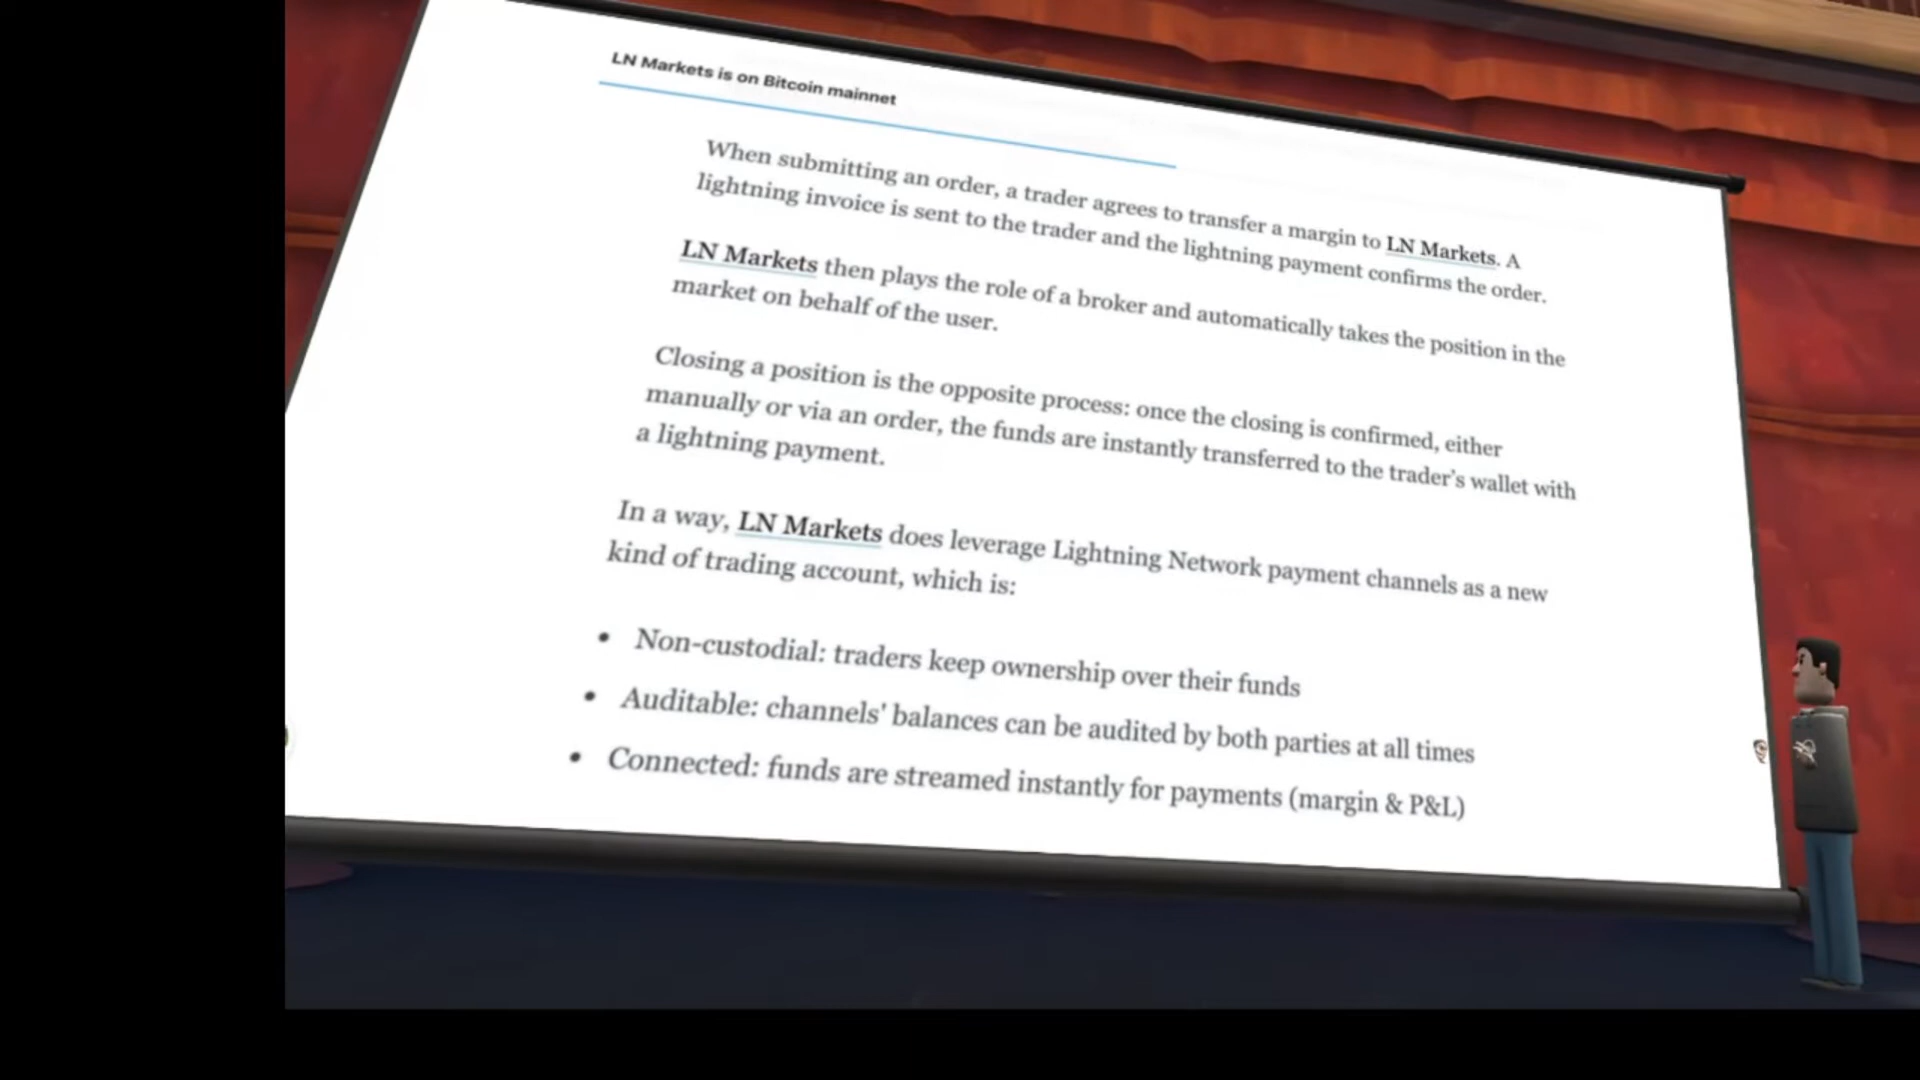 LN Markets is on Bitcoin mainnet
When submitting an order, a trader agrees to transfer a margin to LN Markets. A
lightning invoice is sent to the trader and the lightning payment confirms the order.
LN Markets then plays the role of a broker and automatically takes the position in the
market on behalf of the user.
Closing a position is the opposite process: once the closing is confirmed, either
manually or via an order, the funds are instantly transferred to the trader's wallet with
a lightning payment.
In a way, LN Markets does leverage Lightning Network payment channels as a new
kind of trading account, which is:
• Non-custodial: traders keep ownership over their funds
• Auditable: channels' balances can be audited by both parties at all times
• Connected: funds are streamed instantly for payments (margin & P&L)